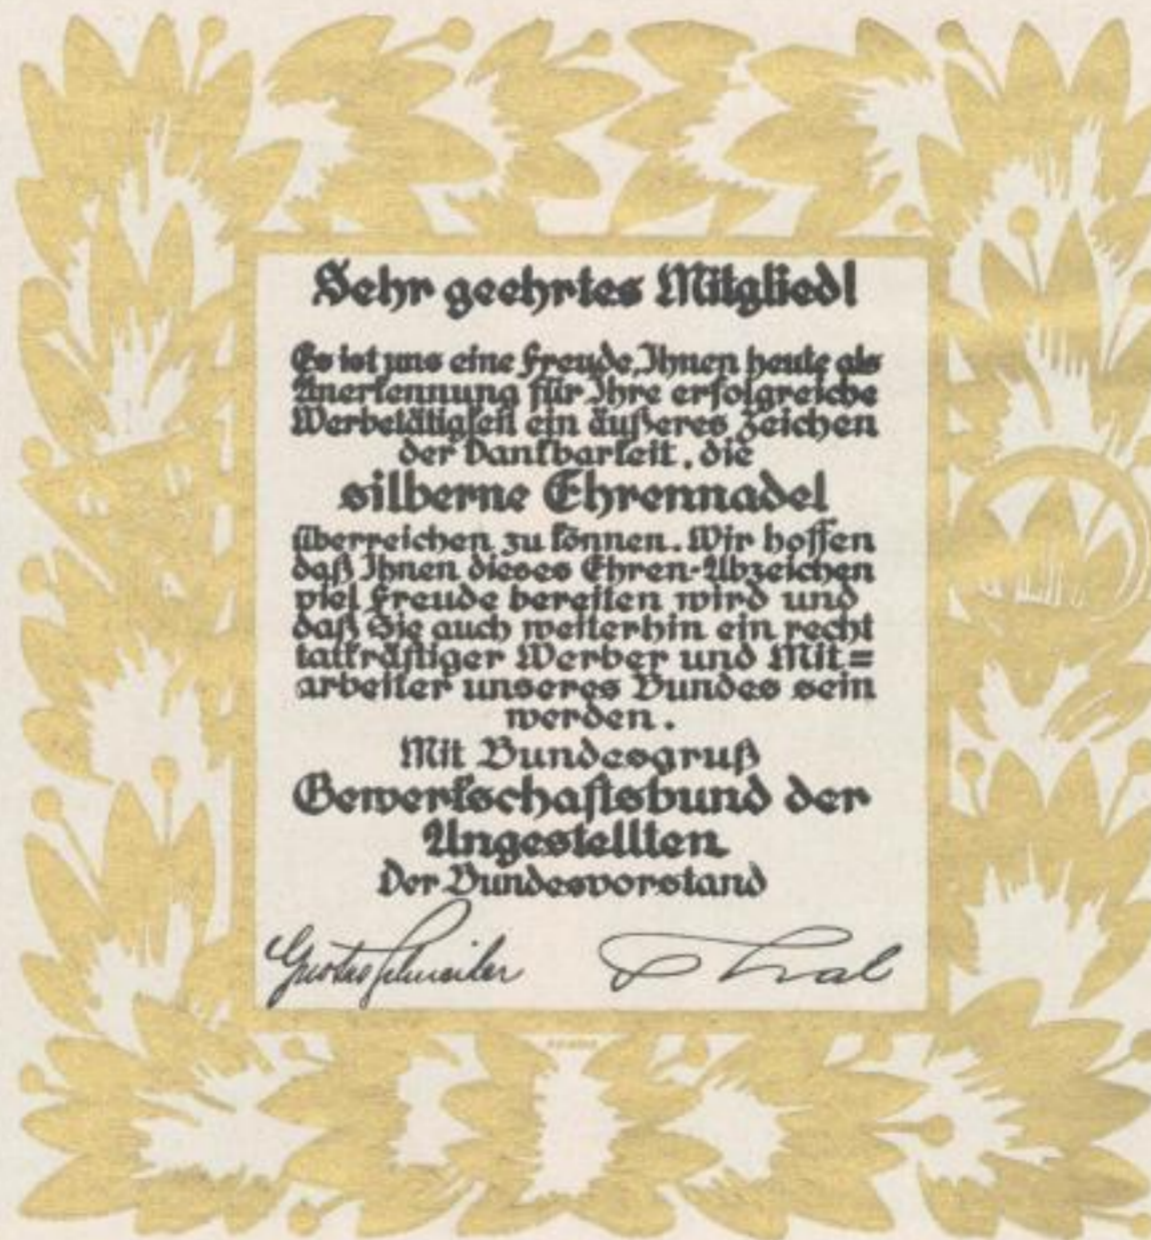 Sehr geehrtes Mitglied!
Es ist uns eine Freude, Ihnen heute als
Anerkennung für Ihre erfolgreiche
Werbetätigkeit ein äußeres Zeichen
der Dankbarkeit, die
silberne Ehrennadel
überreichen zu können. Wir hoffen
daß Ihnen dieses Ehren-Abzeichen
viel Freude bereiten wird und
daß Sie auch weiterhin ein recht
tatkräftiger Werber und Mit=
arbeiter unseres Bundes sein
werden.
Mit Bundesgruß
Gewerkschaftsbund der
Angestellten
Der Bundesvorstand
Gustav Schneider